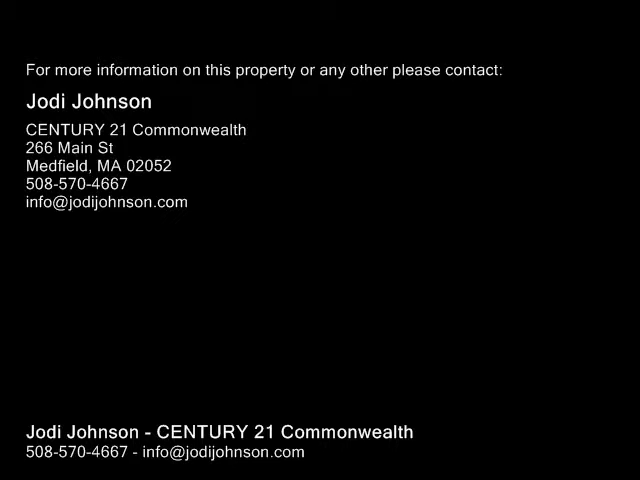 For more information on this property or any other please contact:
Jodi Johnson
CENTURY 21 Commonwealth
266 Main St
Medfield, MA 02052
508-570-4667
info@jodijohnson.com
Jodi Johnson - CENTURY 21 Commonwealth
508-570-4667 - info@jodijohnson.com